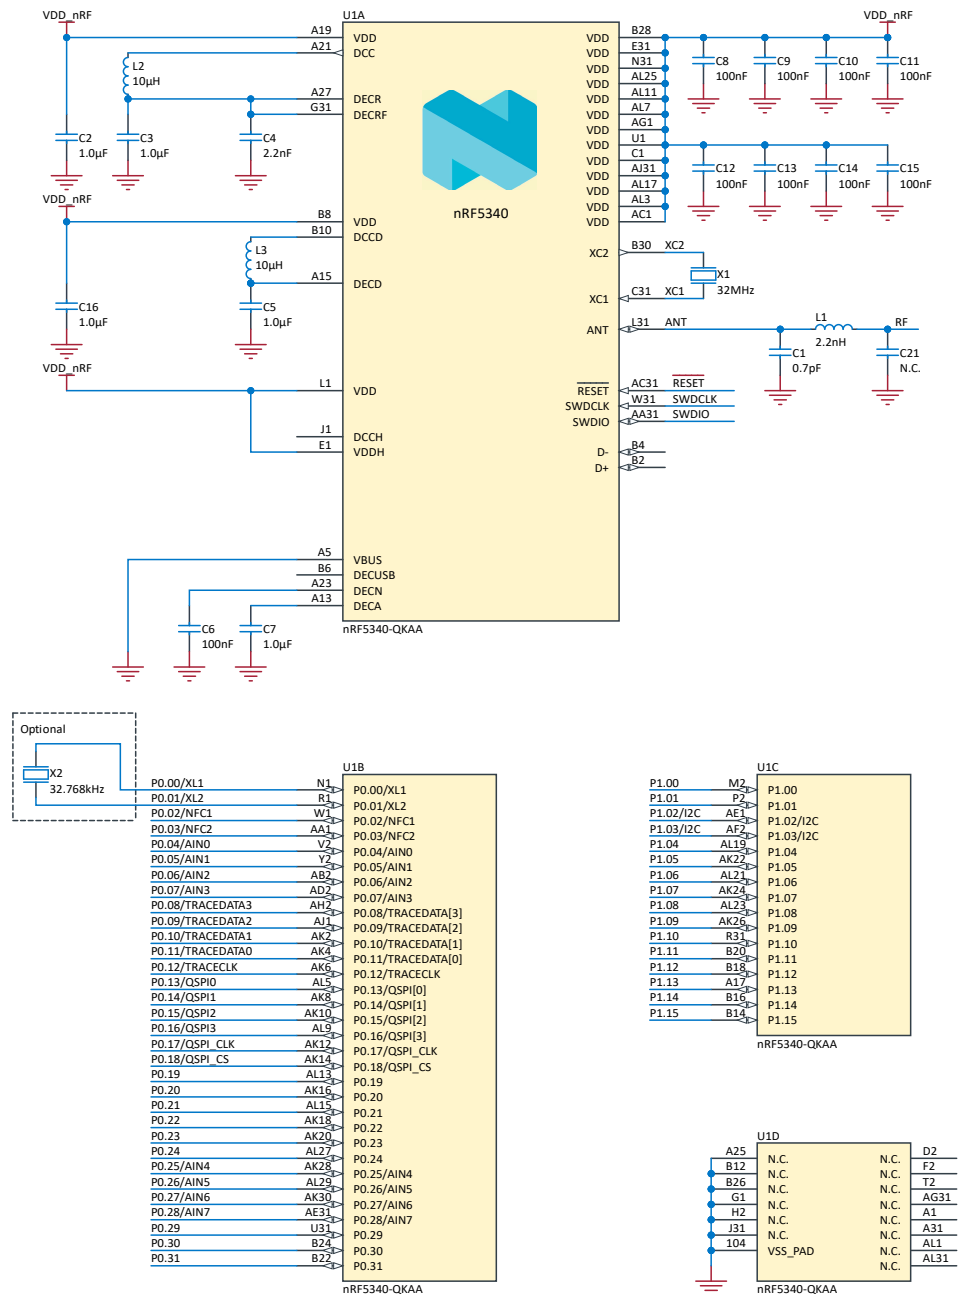 VDD_nRF
U1A
VDD_nRF
A19 VDD
A21 DCC
L2
10µH
A27 DECR
G31 DECRF
C2
1.0µF
C3
1.0µF
C4
2.2nF
VDD_nRF
B8 VDD
B10 DCCD
L3
10µH
A15 DECD
C16
1.0µF
C5
1.0µF
VDD_nRF
L1 VDD
J1 DCCH
E1 VDDH
A5 VBUS
B6 DECUSB
A23 DECN
A13 DECA
C6
100nF
C7
1.0µF
nRF5340
nRF5340-QKAA
VDD B28
VDD E31
VDD N31
VDD AL25
VDD AL11
VDD AL7
VDD AG1
VDD U1
VDD C1
VDD AJ31
VDD AL17
VDD AL3
VDD AC1
C8
100nF
C9
100nF
C10
100nF
C11
100nF
C12
100nF
C13
100nF
C14
100nF
C15
100nF
XC2 B30 XC2
X1
32MHz
XC1 C31 XC1
ANT L31 ANT
L1
2.2nH
RF
C1
0.7pF
C21
N.C.
RESET AC31 RESET
SWDCLK W31 SWDCLK
SWDIO AA31 SWDIO
D- B4
D+ B2
Optional
X2
32.768kHz
U1B
P0.00/XL1 N1 P0.00/XL1
P0.01/XL2 R1 P0.01/XL2
P0.02/NFC1 W1 P0.02/NFC1
P0.03/NFC2 AA1 P0.03/NFC2
P0.04/AIN0 V2 P0.04/AIN0
P0.05/AIN1 Y2 P0.05/AIN1
P0.06/AIN2 AB2 P0.06/AIN2
P0.07/AIN3 AD2 P0.07/AIN3
P0.08/TRACEDATA3 AH2 P0.08/TRACEDATA[3]
P0.09/TRACEDATA2 AJ1 P0.09/TRACEDATA[2]
P0.10/TRACEDATA1 AK2 P0.10/TRACEDATA[1]
P0.11/TRACEDATA0 AK4 P0.11/TRACEDATA[0]
P0.12/TRACECLK AK6 P0.12/TRACECLK
P0.13/QSPI0 AL5 P0.13/QSPI[0]
P0.14/QSPI1 AK8 P0.14/QSPI[1]
P0.15/QSPI2 AK10 P0.15/QSPI[2]
P0.16/QSPI3 AL9 P0.16/QSPI[3]
P0.17/QSPI_CLK AK12 P0.17/QSPI_CLK
P0.18/QSPI_CS AK14 P0.18/QSPI_CS
P0.19 AL13 P0.19
P0.20 AK16 P0.20
P0.21 AL15 P0.21
P0.22 AK18 P0.22
P0.23 AK20 P0.23
P0.24 AL27 P0.24
P0.25/AIN4 AK28 P0.25/AIN4
P0.26/AIN5 AL29 P0.26/AIN5
P0.27/AIN6 AK30 P0.27/AIN6
P0.28/AIN7 AE31 P0.28/AIN7
P0.29 U31 P0.29
P0.30 B24 P0.30
P0.31 B22 P0.31
nRF5340-QKAA
U1C
P1.00 M2 P1.00
P1.01 P2 P1.01
P1.02/I2C AE1 P1.02/I2C
P1.03/I2C AF2 P1.03/I2C
P1.04 AL19 P1.04
P1.05 AK22 P1.05
P1.06 AL21 P1.06
P1.07 AK24 P1.07
P1.08 AL23 P1.08
P1.09 AK26 P1.09
P1.10 R31 P1.10
P1.11 B20 P1.11
P1.12 B18 P1.12
P1.13 A17 P1.13
P1.14 B16 P1.14
P1.15 B14 P1.15
nRF5340-QKAA
U1D
A25 N.C. N.C. D2
B12 N.C. N.C. F2
B26 N.C. N.C. T2
G1 N.C. N.C. AG31
H2 N.C. N.C. A1
J31 N.C. N.C. A31
104 VSS_PAD N.C. AL1
N.C. AL31
nRF5340-QKAA